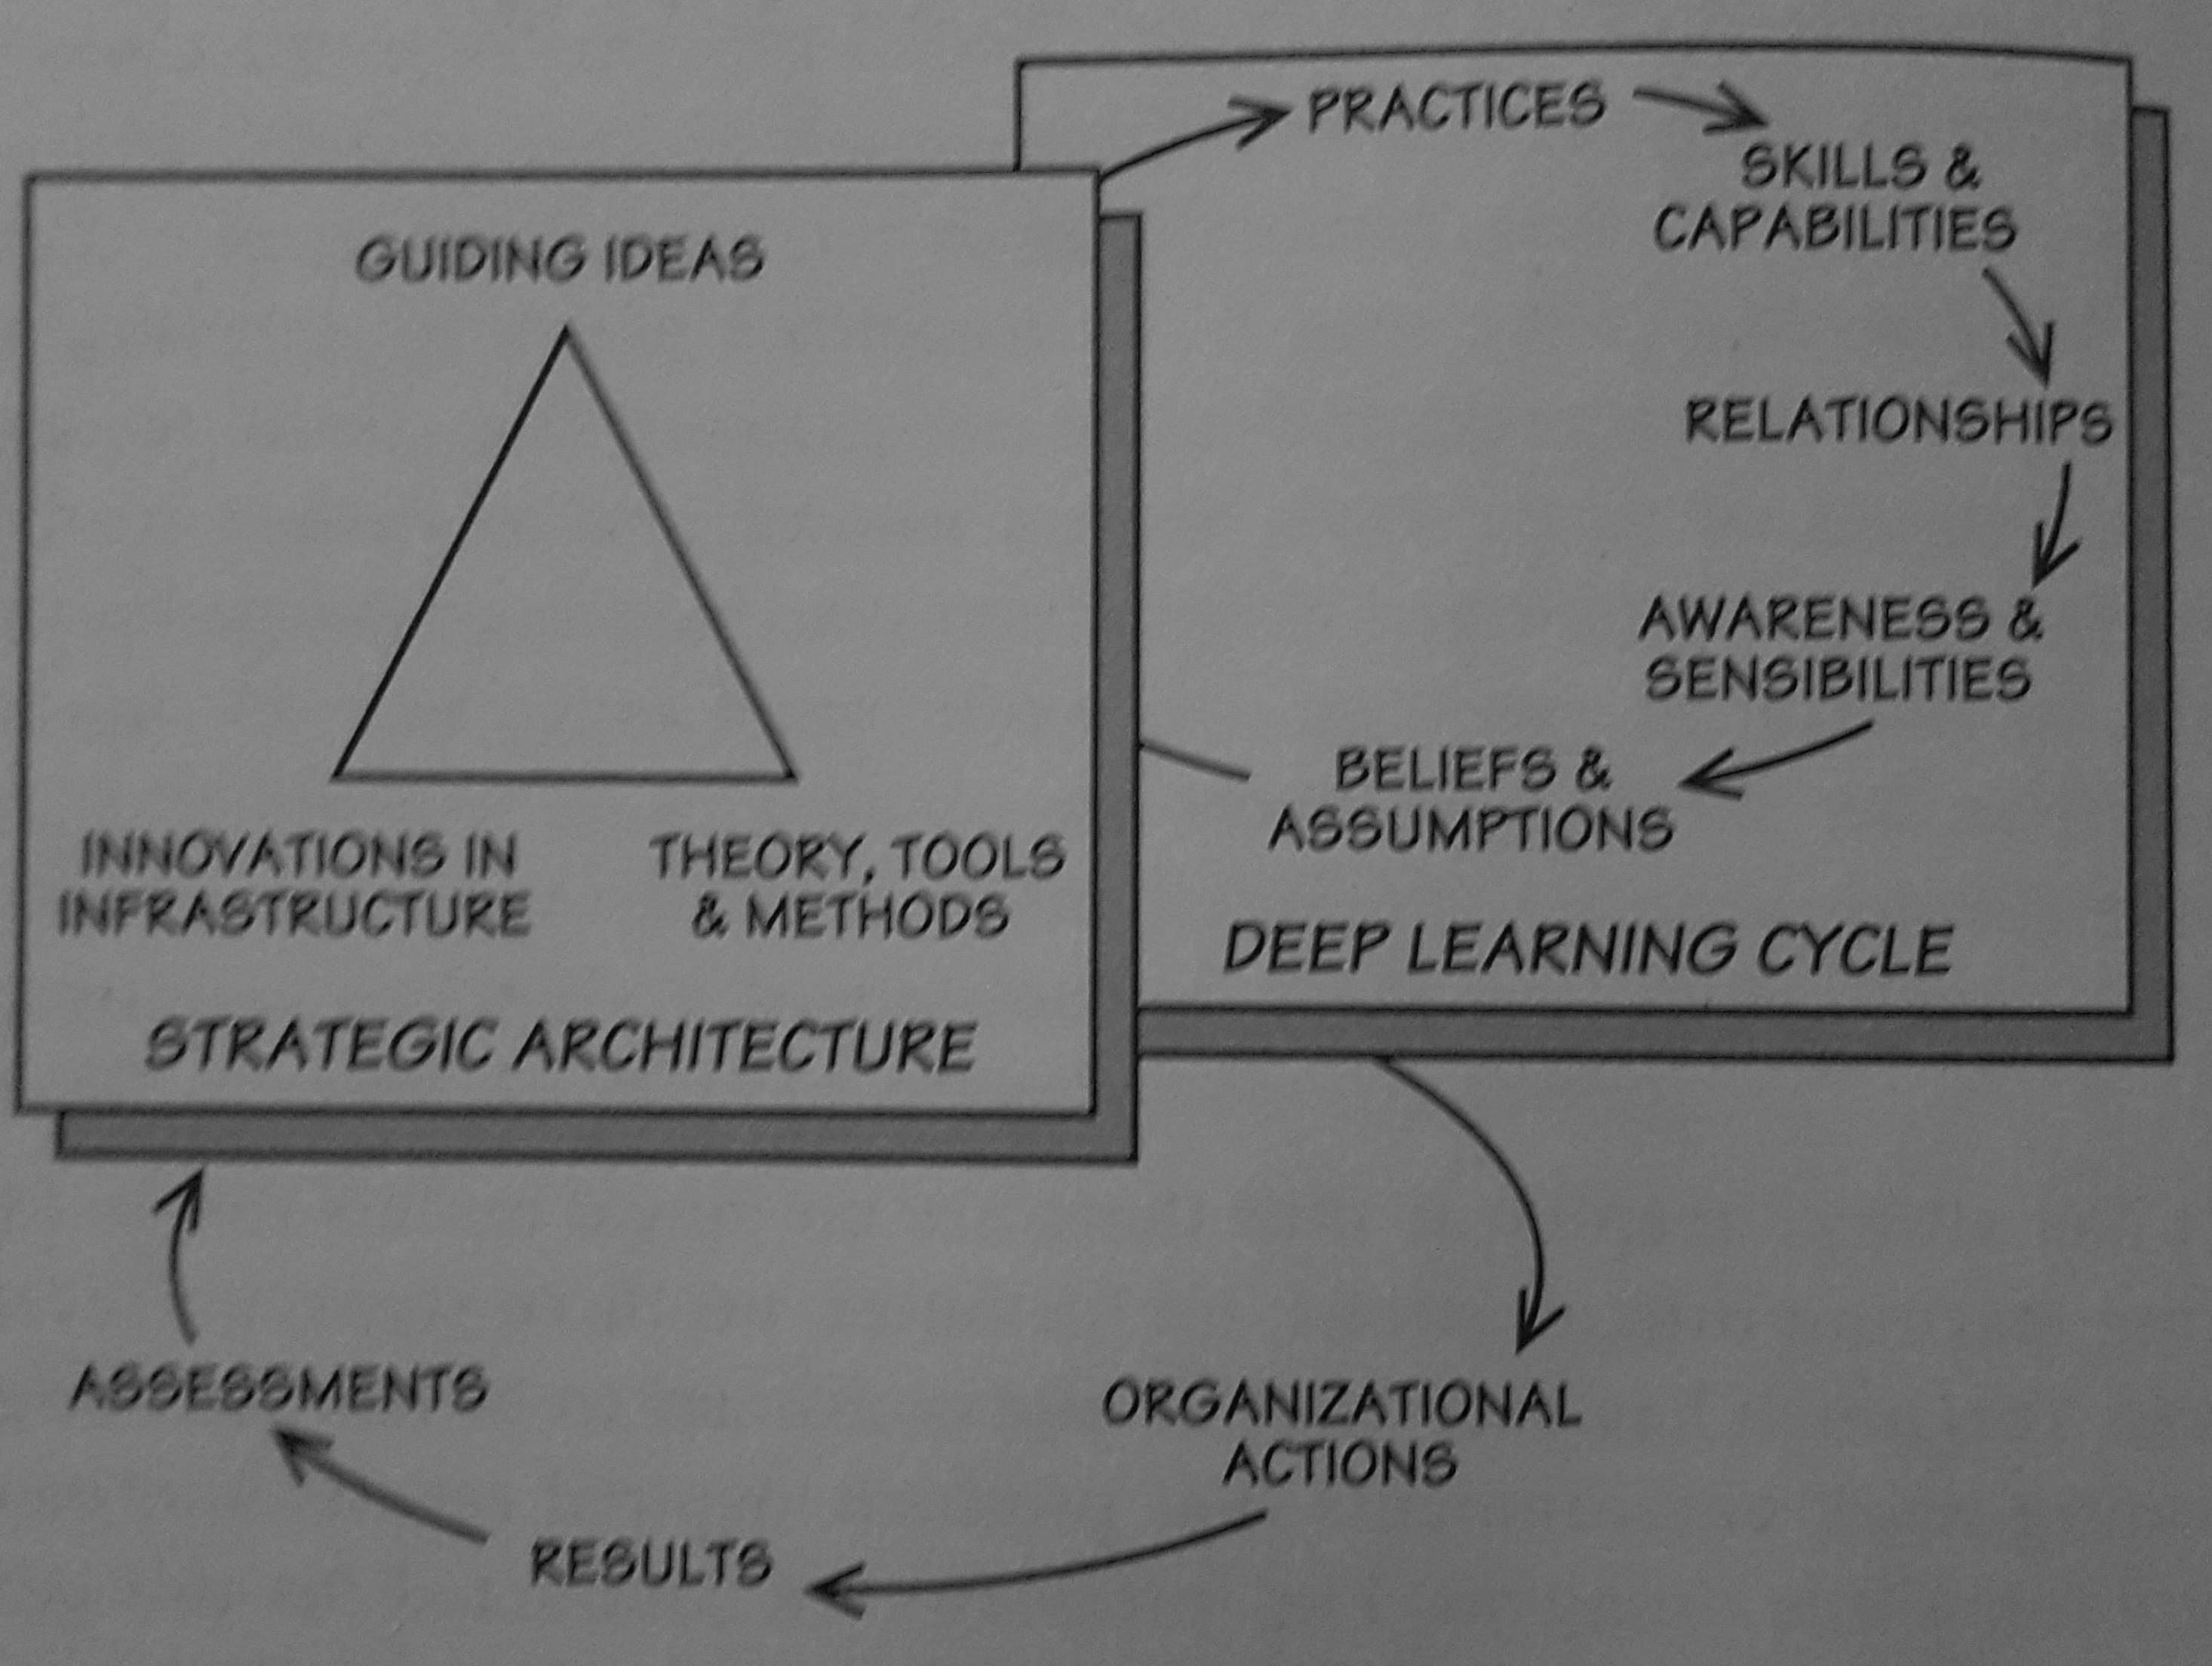 PRACTICES
SKILLS &
CAPABILITIES
RELATIONSHIPS
AWARENESS &
SENSIBILITIES
BELIEFS &
ASSUMPTIONS
DEEP LEARNING CYCLE
GUIDING IDEAS
INNOVATIONS IN
INFRASTRUCTURE
THEORY, TOOLS
& METHODS
STRATEGIC ARCHITECTURE
ORGANIZATIONAL
ACTIONS
RESULTS
ASSESSMENTS